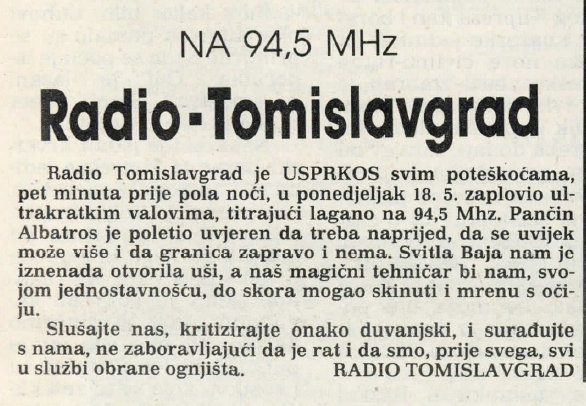 NA 94,5 MHz
Radio-Tomislavgrad
Radio Tomislavgrad je USPRKOS svim poteškoćama,
pet minuta prije pola noći, u ponedjeljak 18. 5. zaplovio ul-
trakratkim valovima, titrajući lagano na 94,5 Mhz. Pančin
Albatros je poletio uvjeren da treba naprijed, da se uvijek
može više i da granica zapravo i nema. Svitla Baja nam je
iznenada otvorila uši, a naš magični tehničar bi nam, svo-
jom jednostavnošću, do skora mogao skinuti i mrenu s oči-
ju.
Slušajte nas, kritizirajte onako duvanjski, i surađujte
s nama, ne zaboravljajući da je rat i da smo, prije svega, svi
u službi obrane ognjišta. RADIO TOMISLAVGRAD